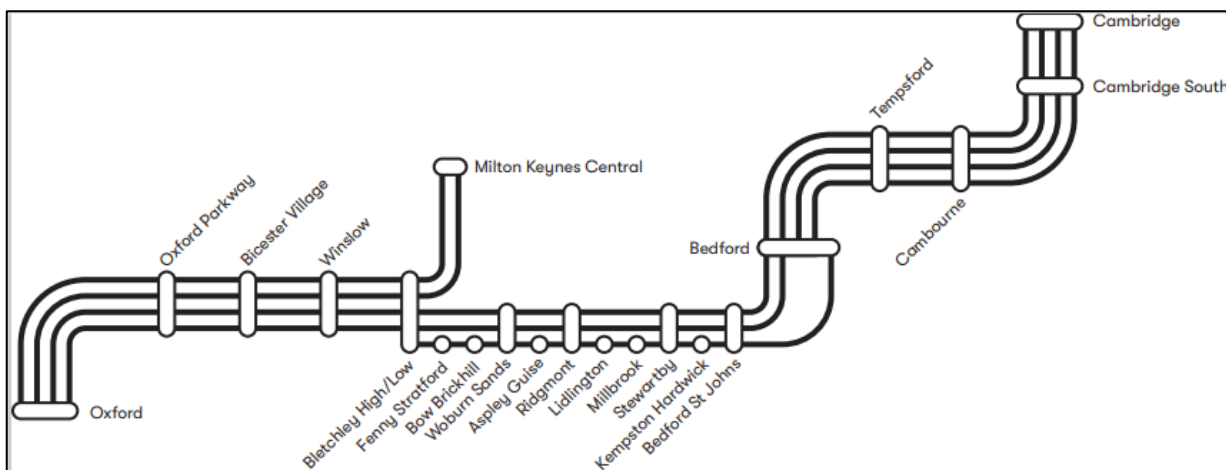 Cambridge
Cambridge South
Tempsford
Cambourne
Milton Keynes Central
Bedford
Oxford Parkway
Bicester Village
Winslow
Oxford
Bletchley High/Low
Fenny Stratford
Bow Brickhill
Woburn Sands
Aspley Guise
Ridgmont
Lidlington
Millbrook
Stewartby
Kempston Hardwick
Bedford St Johns